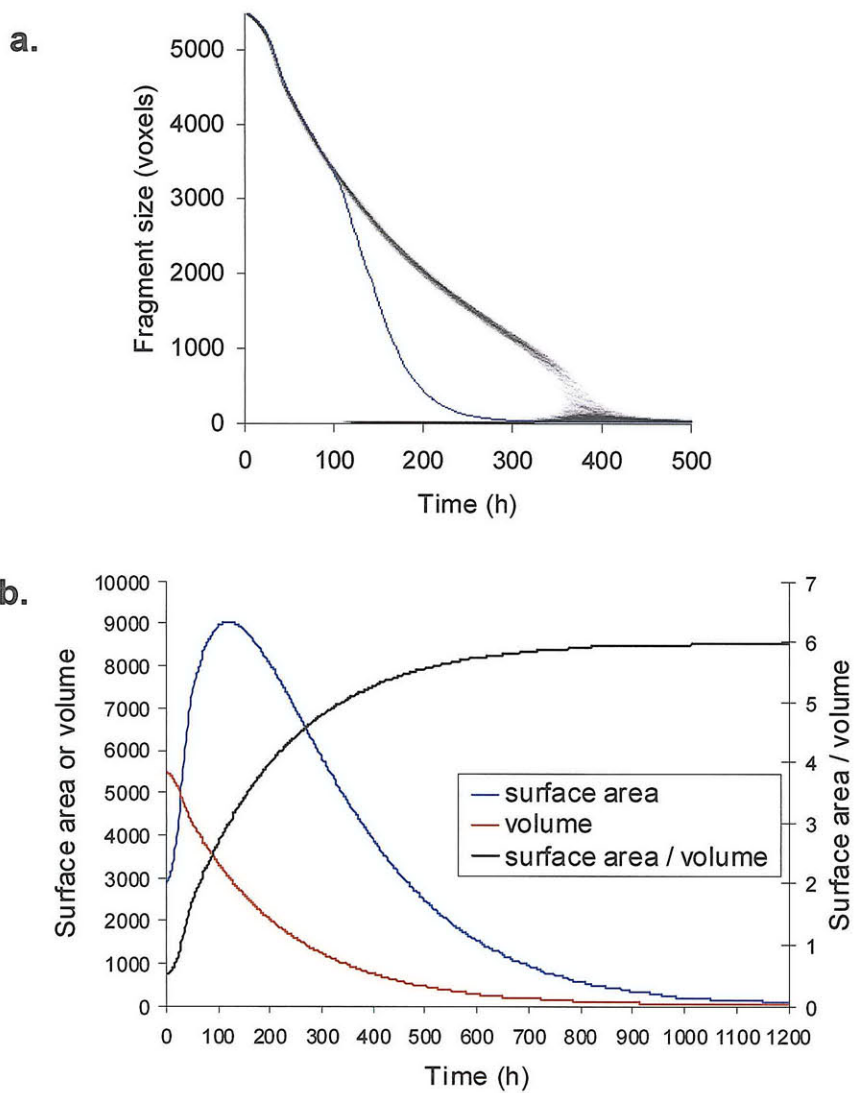 a.
Fragment size (voxels)
5000
4000
3000
2000
1000
0
0 100 200 300 400 500
Time (h)
b.
Surface area or volume
10000
9000
8000
7000
6000
5000
4000
3000
2000
1000
0
7
6
5
4
3
2
1
0
Surface area / volume
surface area
volume
surface area / volume
0 100 200 300 400 500 600 700 800 900 1000 1100 1200
Time (h)